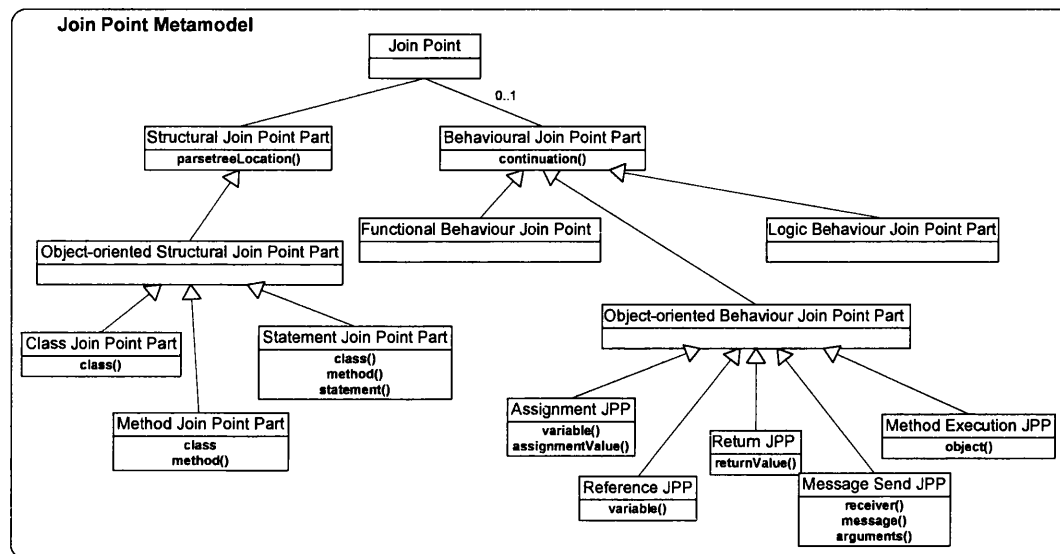 Join Point Metamodel
Join Point
0..1
Structural Join Point Part
parsetreeLocation()
Behavioural Join Point Part
continuation()
Functional Behaviour Join Point
Logic Behaviour Join Point Part
Object-oriented Structural Join Point Part
Object-oriented Behaviour Join Point Part
Class Join Point Part
class()
Statement Join Point Part
class()
method()
statement()
Method Join Point Part
class
method()
Assignment JPP
variable()
assignmentValue()
Return JPP
returnValue()
Method Execution JPP
object()
Reference JPP
variable()
Message Send JPP
receiver()
message()
arguments()